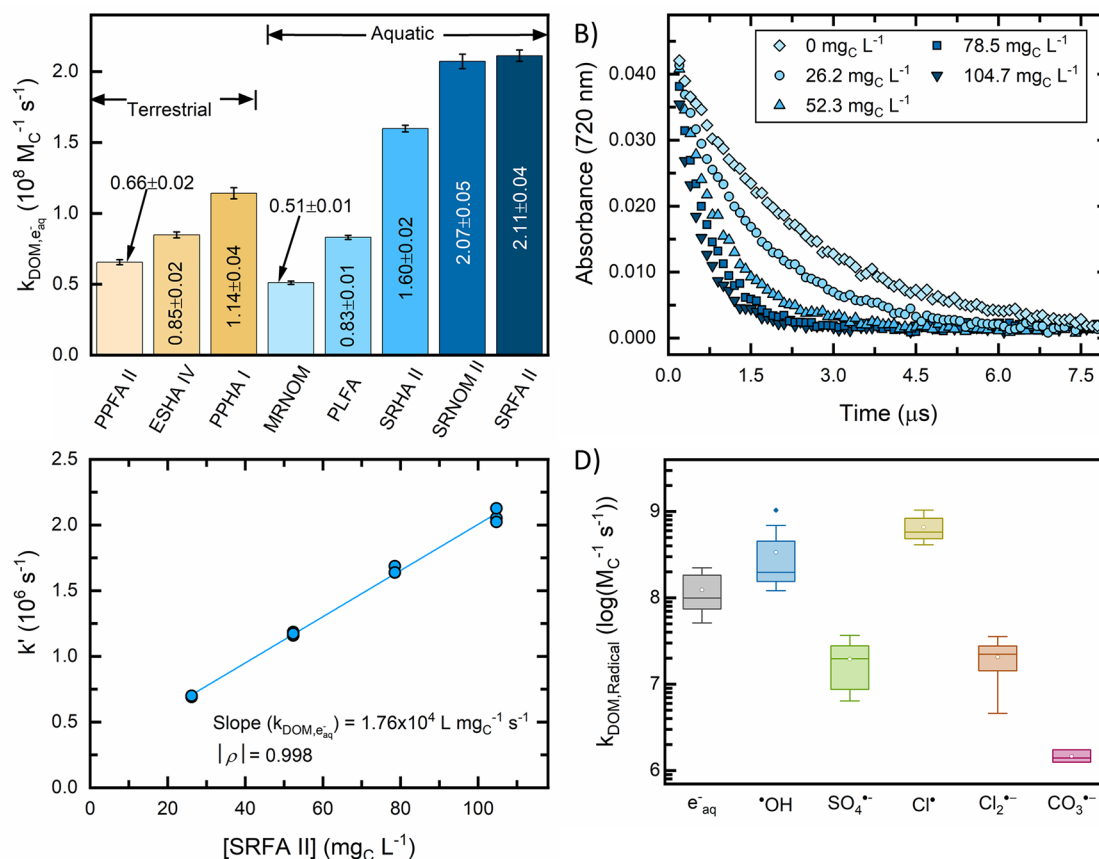 Aquatic
Terrestrial
k_DOM,e⁻aq (10⁸ M_C⁻¹ s⁻¹)
2.0
1.5
1.0
0.5
0.0
0.66±0.02
0.85±0.02
1.14±0.04
0.51±0.01
0.83±0.01
1.60±0.02
2.07±0.05
2.11±0.04
PPFA II
ESHA IV
PPHA I
MRNOM
PLFA
SRHA II
SRNOM II
SRFA II
B)
0 mg_C L⁻¹
26.2 mg_C L⁻¹
52.3 mg_C L⁻¹
78.5 mg_C L⁻¹
104.7 mg_C L⁻¹
Absorbance (720 nm)
0.040
0.030
0.020
0.010
0.000
0.0 1.5 3.0 4.5 6.0 7.5
Time (μs)
k' (10⁶ s⁻¹)
2.5
2.0
1.5
1.0
0.5
0.0
Slope (k_DOM,e⁻aq) = 1.76x10⁴ L mg_C⁻¹ s⁻¹
|ρ| = 0.998
0 20 40 60 80 100
[SRFA II] (mg_C L⁻¹)
D)
k_DOM,Radical (log(M_C⁻¹ s⁻¹))
9
8
7
6
e⁻aq •OH SO₄•⁻ Cl• Cl₂•⁻ CO₃•⁻